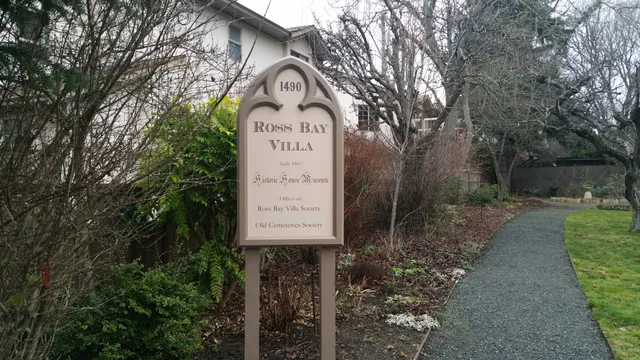 1490
ROSS BAY
VILLA
built 1865
Historic House Museum
Offices of:
Ross Bay Villa Society
Old Cemeteries Society